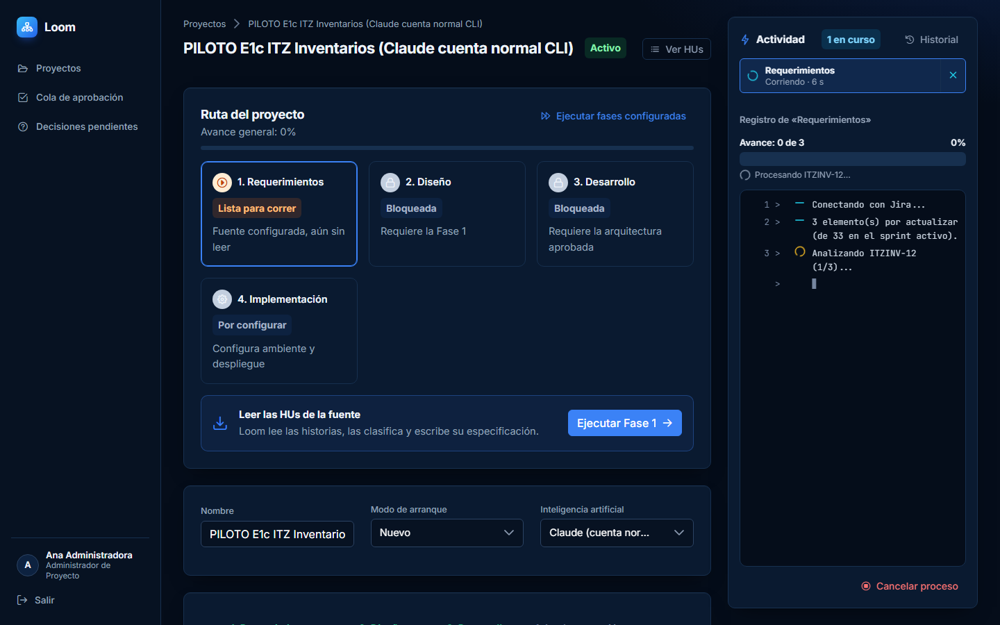 Loom
Proyectos
Cola de aprobación
Decisiones pendientes
A
Ana Administradora
Administrador de
Proyecto
Salir
Proyectos > PILOTO E1c ITZ Inventarios (Claude cuenta normal CLI)
PILOTO E1c ITZ Inventarios (Claude cuenta normal CLI)
Activo
Ver HUs
Ruta del proyecto
Avance general: 0%
Ejecutar fases configuradas
1. Requerimientos
Lista para correr
Fuente configurada, aún sin
leer
2. Diseño
Bloqueada
Requiere la Fase 1
3. Desarrollo
Bloqueada
Requiere la arquitectura
aprobada
4. Implementación
Por configurar
Configura ambiente y
despliegue
Leer las HUs de la fuente
Loom lee las historias, las clasifica y escribe su especificación.
Ejecutar Fase 1 →
Nombre
PILOTO E1c ITZ Inventario
Modo de arranque
Nuevo
Inteligencia artificial
Claude (cuenta nor...
Actividad
1 en curso
Historial
Requerimientos
Corriendo · 6 s
Registro de «Requerimientos»
Avance: 0 de 3
0%
Procesando ITZINV-12...
1 > Conectando con Jira...
2 > 3 elemento(s) por actualizar
(de 33 en el sprint activo).
3 > Analizando ITZINV-12
(1/3)...
>
Cancelar proceso